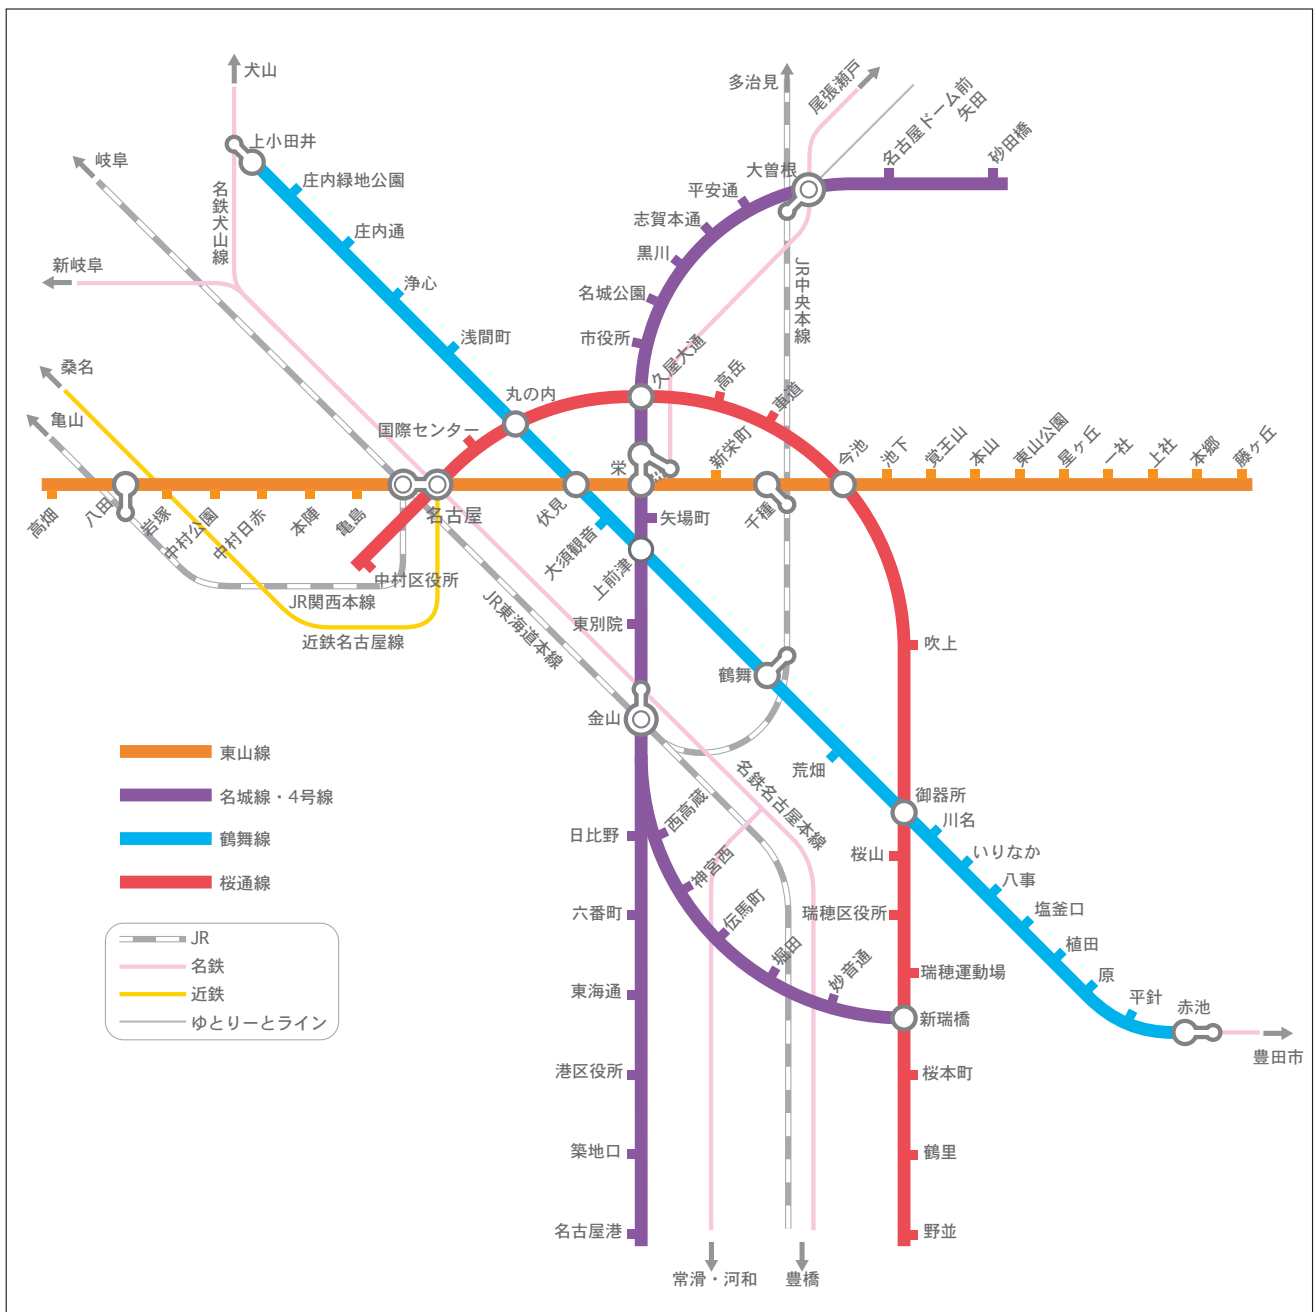 犬山
多治見
尾張瀬戸
名古屋ドーム前
矢田
砂田橋
上小田井
岐阜
庄内緑地公園
大曽根
平安通
名鉄犬山線
志賀本通
庄内通
黒川
新岐阜
浄心
名城公園
JR中央本線
浅間町
市役所
久屋大通
桑名
丸の内
高岳
車道
亀山
国際センター
栄
新栄町
今池
池下
覚王山
本山
東山公園
星ヶ丘
一社
上社
本郷
藤ヶ丘
高畑
八田
岩塚
中村公園
中村日赤
本陣
亀島
名古屋
伏見
大須観音
矢場町
千種
上前津
中村区役所
JR関西本線
近鉄名古屋線
JR東海道本線
東別院
吹上
鶴舞
金山
東山線
名城線・4号線
鶴舞線
桜通線
荒畑
名鉄名古屋本線
御器所
川名
日比野
西高蔵
桜山
いりなか
神宮西
八事
六番町
伝馬町
瑞穂区役所
塩釜口
JR
名鉄
近鉄
ゆとりーとライン
堀田
妙音通
植田
瑞穂運動場
原
東海通
平針
赤池
新瑞橋
豊田市
港区役所
桜本町
築地口
鶴里
名古屋港
野並
常滑・河和
豊橋